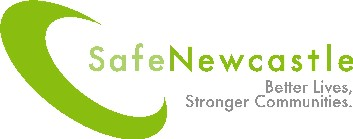 SafeNewcastle
Better Lives,
Stronger Communities.